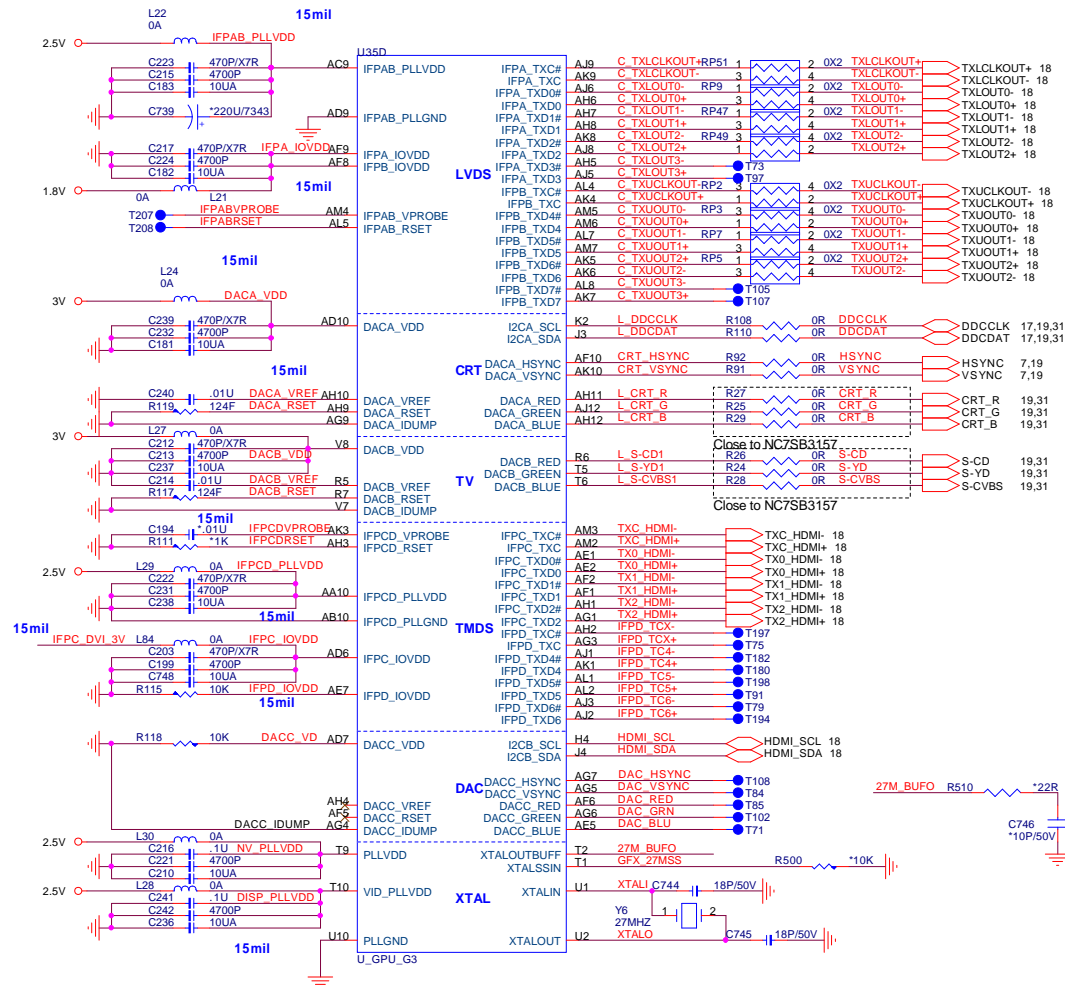 L22
0A
15mil
2.5V
IFPAB_PLLVDD
C223 470P/X7R
C215 4700P
C183 10UA
C739 *220U/7343
+
C217 470P/X7R IFPA_IOVDD
C224 4700P
C182 10UA
1.8V
0A L21
15mil
T207 IFPABVPROBE
T208 IFPABRSET
15mil
L24
0A
3V
DACA_VDD
C239 470P/X7R
C232 4700P
C181 10UA
15mil
C240 .01U DACA_VREF
R119 124F DACA_RSET
3V
L27 0A
C212 470P/X7R
C213 4700P DACB_VDD
C237 10UA
C214 .01U DACB_VREF
R117 124F DACB_RSET
15mil
C194 *.01U IFPCDVPROBE
R111 *1K IFPCDRSET
2.5V
L29 0A IFPCD_PLLVDD
C222 470P/X7R
C231 4700P
C238 10UA
15mil
15mil
IFPC_DVI_3V L84 0A IFPC_IOVDD
C203 470P/X7R
C199 4700P
C748 10UA
R115 10K IFPD_IOVDD
15mil
R118 10K DACC_VD
DACC_IDUMP
2.5V
L30 0A
C216 .1U NV_PLLVDD
C221 4700P
C210 10UA
2.5V
L28 0A
C241 .1U DISP_PLLVDD
C242 4700P
C236 10UA
15mil
U35D
AC9 IFPAB_PLLVDD
AD9 IFPAB_PLLGND
AF9 IFPA_IOVDD
AF8 IFPB_IOVDD
AM4 IFPAB_VPROBE
AL5 IFPAB_RSET
AD10 DACA_VDD
AH10 DACA_VREF
AH9 DACA_RSET
AG9 DACA_IDUMP
V8 DACB_VDD
R5 DACB_VREF
R7 DACB_RSET
V7 DACB_IDUMP
AK3 IFPCD_VPROBE
AH3 IFPCD_RSET
AA10 IFPCD_PLLVDD
AB10 IFPCD_PLLGND
AD6 IFPC_IOVDD
AE7 IFPD_IOVDD
AD7 DACC_VDD
AH4 DACC_VREF
AF5 DACC_RSET
AG4 DACC_IDUMP
T9 PLLVDD
T10 VID_PLLVDD
U10 PLLGND
U_GPU_G3
LVDS
CRT
TV
TMDS
DAC
XTAL
IFPA_TXC# AJ9 C_TXLCLKOUT+ RP51 1 2 0X2 TXLCLKOUT+ TXLCLKOUT+ 18
IFPA_TXC AK9 C_TXLCLKOUT- 3 4 TXLCLKOUT- TXLCLKOUT- 18
IFPA_TXD0# AJ6 C_TXLOUT0- RP9 1 2 0X2 TXLOUT0- TXLOUT0- 18
IFPA_TXD0 AH6 C_TXLOUT0+ 3 4 TXLOUT0+ TXLOUT0+ 18
IFPA_TXD1# AH7 C_TXLOUT1- RP47 1 2 0X2 TXLOUT1- TXLOUT1- 18
IFPA_TXD1 AH8 C_TXLOUT1+ 3 4 TXLOUT1+ TXLOUT1+ 18
IFPA_TXD2# AK8 C_TXLOUT2- RP49 3 4 0X2 TXLOUT2- TXLOUT2- 18
IFPA_TXD2 AJ8 C_TXLOUT2+ 1 2 TXLOUT2+ TXLOUT2+ 18
IFPA_TXD3# AH5 C_TXLOUT3- T73
IFPA_TXD3 AJ5 C_TXLOUT3+ T97
IFPB_TXC# AL4 C_TXUCLKOUT- RP2 3 4 0X2 TXUCLKOUT- TXUCLKOUT- 18
IFPB_TXC AK4 C_TXUCLKOUT+ 1 2 TXUCLKOUT+ TXUCLKOUT+ 18
IFPB_TXD4# AM5 C_TXUOUT0- RP3 3 4 0X2 TXUOUT0- TXUOUT0- 18
IFPB_TXD4 AM6 C_TXUOUT0+ 1 2 TXUOUT0+ TXUOUT0+ 18
IFPB_TXD5# AL7 C_TXUOUT1- RP7 1 2 0X2 TXUOUT1- TXUOUT1- 18
IFPB_TXD5 AM7 C_TXUOUT1+ 3 4 TXUOUT1+ TXUOUT1+ 18
IFPB_TXD6# AK5 C_TXUOUT2+ RP5 1 2 0X2 TXUOUT2+ TXUOUT2+ 18
IFPB_TXD6 AK6 C_TXUOUT2- 3 4 TXUOUT2- TXUOUT2- 18
IFPB_TXD7# AL8 C_TXUOUT3- T105
IFPB_TXD7 AK7 C_TXUOUT3+ T107
I2CA_SCL K2 L_DDCCLK R108 0R DDCCLK DDCCLK 17,19,31
I2CA_SDA J3 L_DDCDAT R110 0R DDCDAT DDCDAT 17,19,31
DACA_HSYNC AF10 CRT_HSYNC R92 0R HSYNC HSYNC 7,19
DACA_VSYNC AK10 CRT_VSYNC R91 0R VSYNC VSYNC 7,19
DACA_RED AH11 L_CRT_R R27 0R CRT_R CRT_R 19,31
DACA_GREEN AJ12 L_CRT_G R25 0R CRT_G CRT_G 19,31
DACA_BLUE AH12 L_CRT_B R29 0R CRT_B CRT_B 19,31
Close to NC7SB3157
DACB_RED R6 L_S-CD1 R26 0R S-CD S-CD 19,31
DACB_GREEN T5 L_S-YD1 R24 0R S-YD S-YD 19,31
DACB_BLUE T6 L_S-CVBS1 R28 0R S-CVBS S-CVBS 19,31
Close to NC7SB3157
IFPC_TXC# AM3 TXC_HDMI- TXC_HDMI- 18
IFPC_TXC AM2 TXC_HDMI+ TXC_HDMI+ 18
IFPC_TXD0# AE1 TX0_HDMI- TX0_HDMI- 18
IFPC_TXD0 AE2 TX0_HDMI+ TX0_HDMI+ 18
IFPC_TXD1# AF2 TX1_HDMI- TX1_HDMI- 18
IFPC_TXD1 AF1 TX1_HDMI+ TX1_HDMI+ 18
IFPC_TXD2# AH1 TX2_HDMI- TX2_HDMI- 18
IFPC_TXD2 AG1 TX2_HDMI+ TX2_HDMI+ 18
IFPD_TXC# AH2 IFPD_TCX- T197
IFPD_TXC AG3 IFPD_TCX+ T75
IFPD_TXD4# AJ1 IFPD_TC4- T182
IFPD_TXD4 AK1 IFPD_TC4+ T180
IFPD_TXD5# AL1 IFPD_TC5- T198
IFPD_TXD5 AL2 IFPD_TC5+ T91
IFPD_TXD6# AJ3 IFPD_TC6- T79
IFPD_TXD6 AJ2 IFPD_TC6+ T194
I2CB_SCL H4 HDMI_SCL HDMI_SCL 18
I2CB_SDA J4 HDMI_SDA HDMI_SDA 18
DACC_HSYNC AG7 DAC_HSYNC T108
DACC_VSYNC AG5 DAC_VSYNC T84
DACC_RED AF6 DAC_RED T85
DACC_GREEN AG6 DAC_GRN T102
DACC_BLUE AE5 DAC_BLU T71
27M_BUFO R510 *22R
C746
*10P/50V
XTALOUTBUFF T2 27M_BUFO
XTALSSIN T1 GFX_27MSS R500 *10K
XTALIN U1 XTALI C744 18P/50V
Y6 1 2
27MHZ
XTALOUT U2 XTALO C745 18P/50V